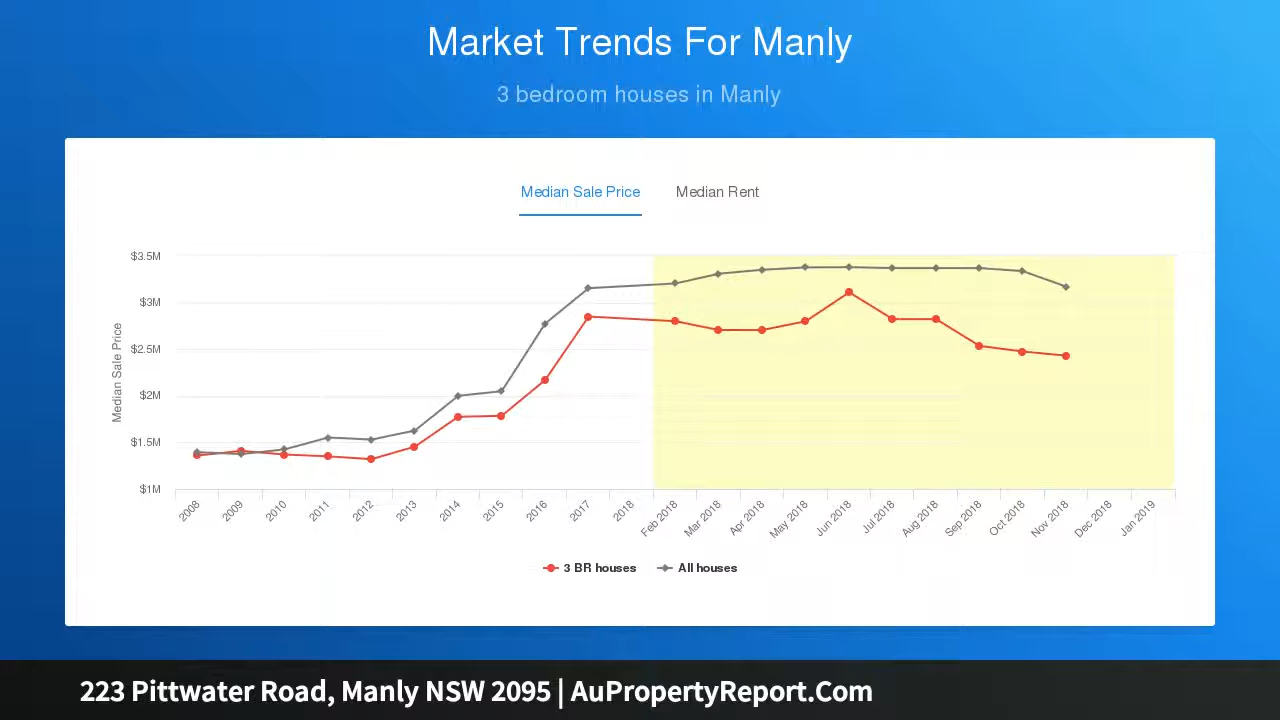 Market Trends For Manly
3 bedroom houses in Manly
Median Sale Price Median Rent
Median Sale Price
$3.5M
$3M
$2.5M
$2M
$1.5M
$1M
2008 2009 2010 2011 2012 2013 2014 2015 2016 2017 2018 Feb 2018 Mar 2018 Apr 2018 May 2018 Jun 2018 Jul 2018 Aug 2018 Sep 2018 Oct 2018 Nov 2018 Dec 2018 Jan 2019
3 BR houses All houses
223 Pittwater Road, Manly NSW 2095 | AuPropertyReport.Com